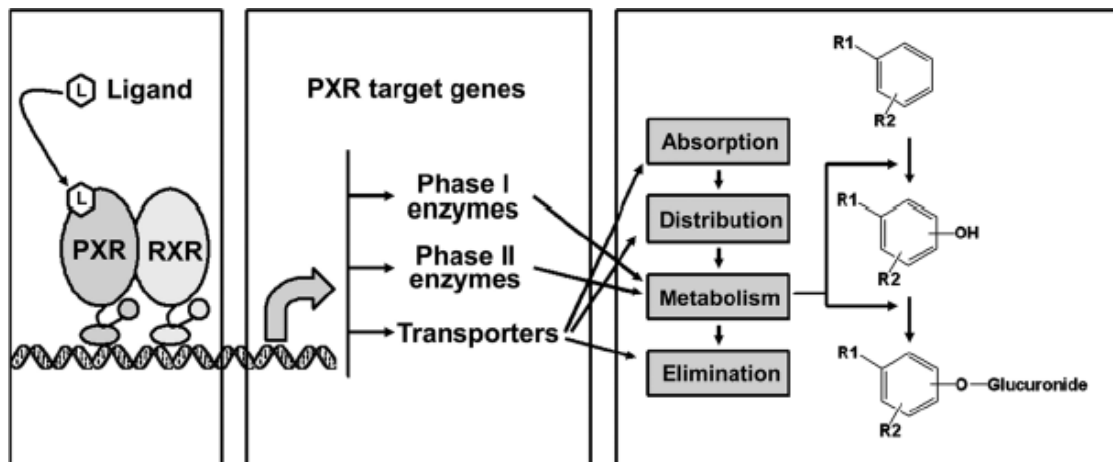 L Ligand
L
PXR RXR
PXR target genes
Phase I
enzymes
Phase II
enzymes
Transporters
Absorption
Distribution
Metabolism
Elimination
R1
R2
R1
OH
R2
R1
O Glucuronide
R2